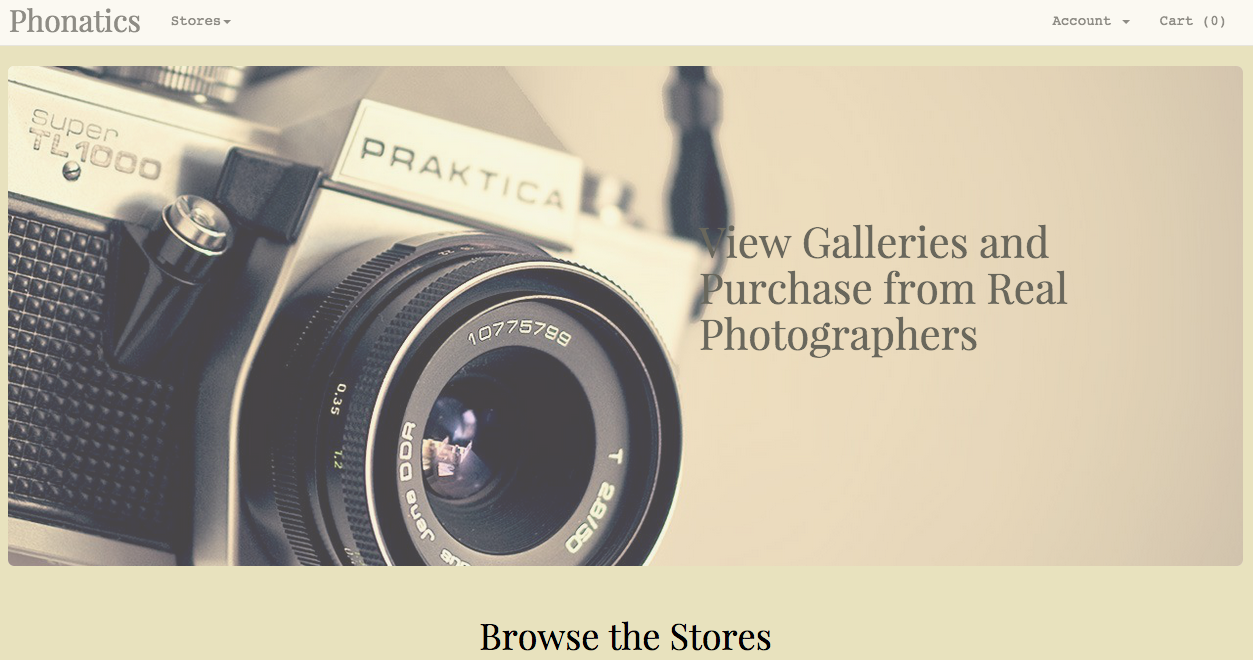 Phonatics
Stores
Account
Cart (0)
Super
TL1000
PRAKTICA
View Galleries and
Purchase from Real
Photographers
10775799
0.35
1.2
DDR
Jena
T 2.8/50
Browse the Stores